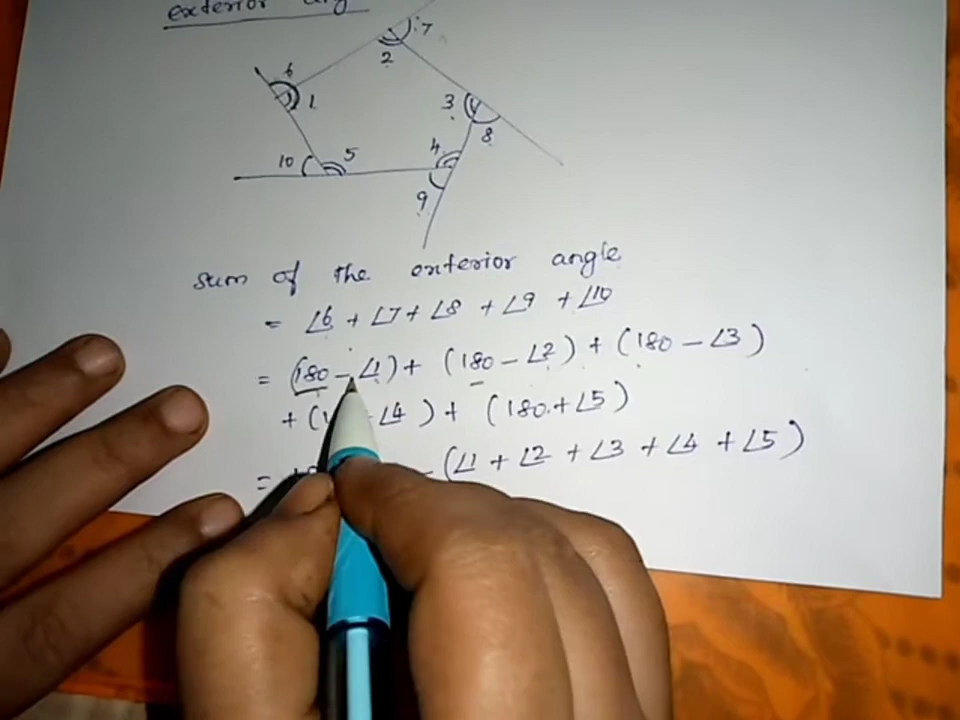 exterior
7
6
2
1
3
8
10
5
4
9
sum of the exterior angle
= ∠6 + ∠7 + ∠8 + ∠9 + ∠10
= (180 - ∠1) + (180 - ∠2) + (180 - ∠3)
+ ( ∠4 ) + (180 + ∠5)
= - (∠1 + ∠2 + ∠3 + ∠4 + ∠5)